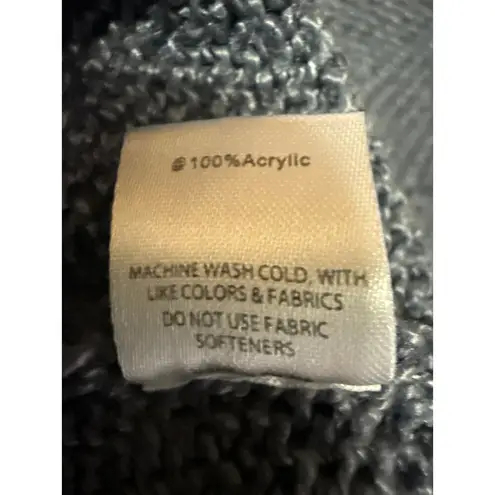 @100%Acrylic
MACHINE WASH COLD, WITH
LIKE COLORS & FABRICS
DO NOT USE FABRIC
SOFTENERS